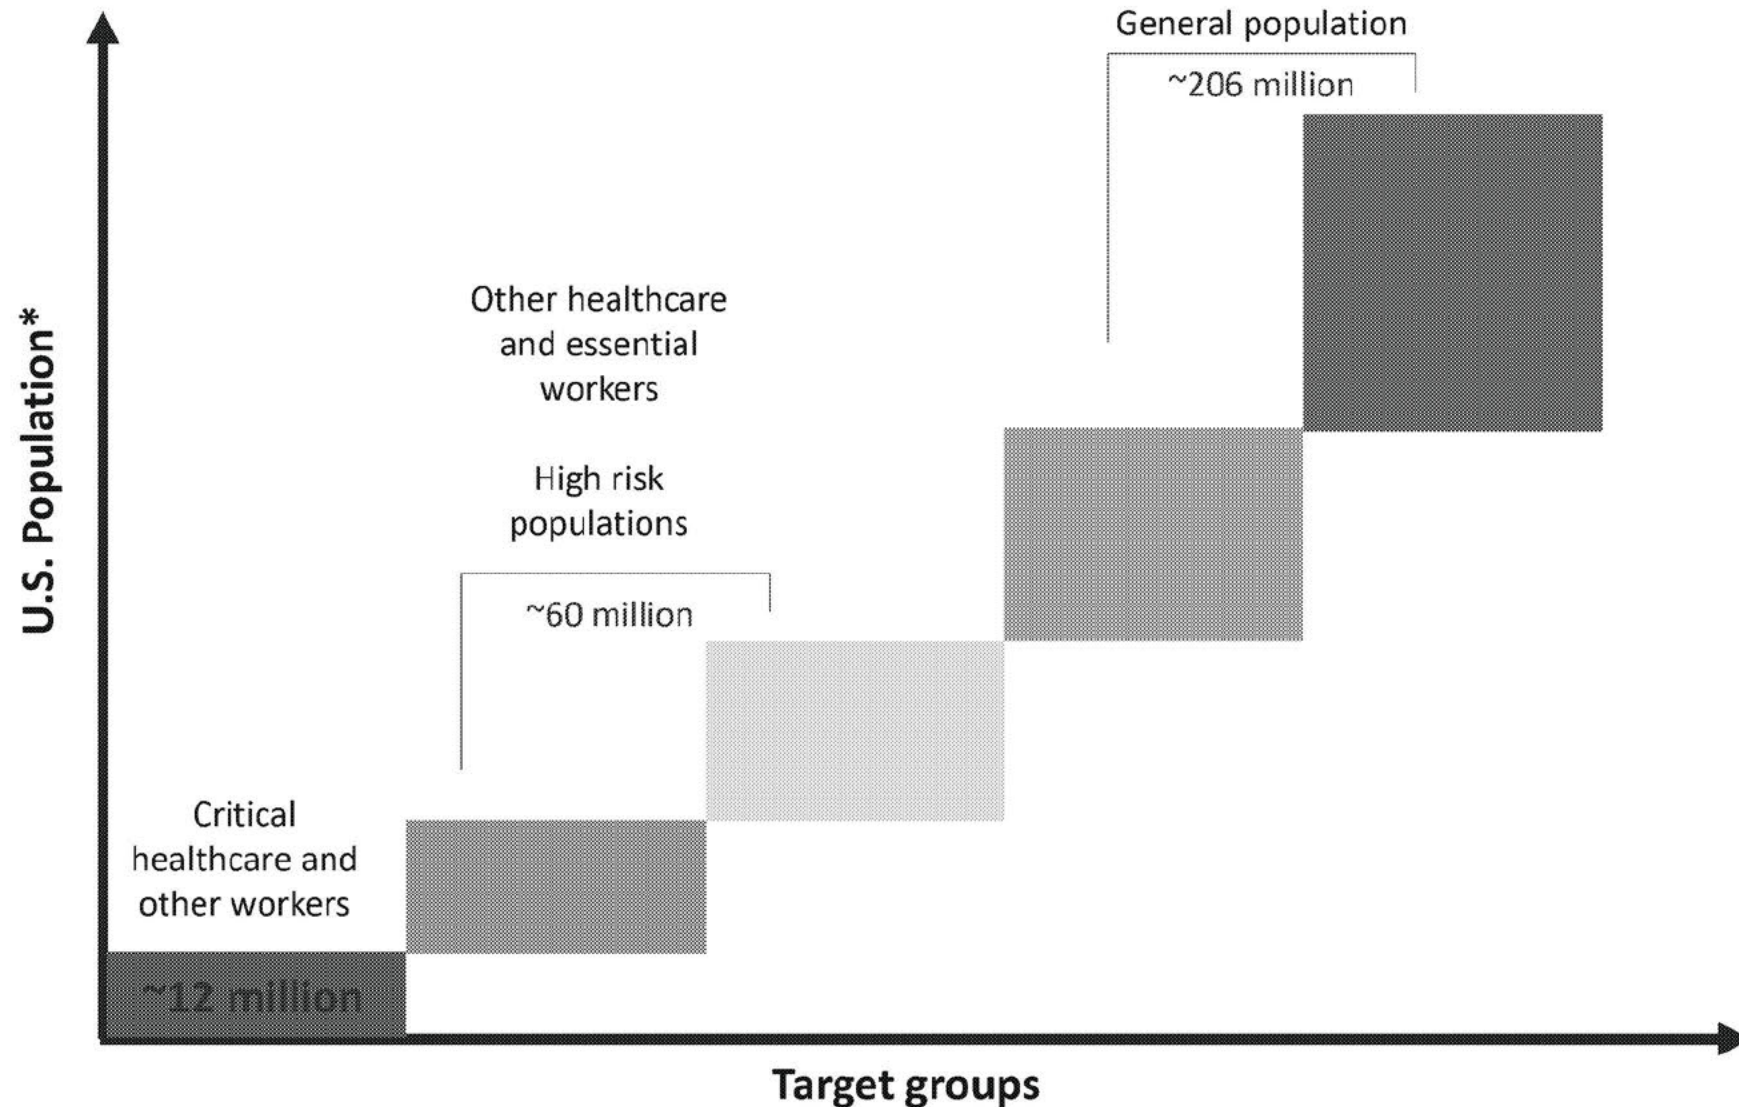 General population
~206 million
Other healthcare
and essential
workers
High risk
populations
~60 million
Critical
healthcare and
other workers
~12 million
U.S. Population*
Target groups